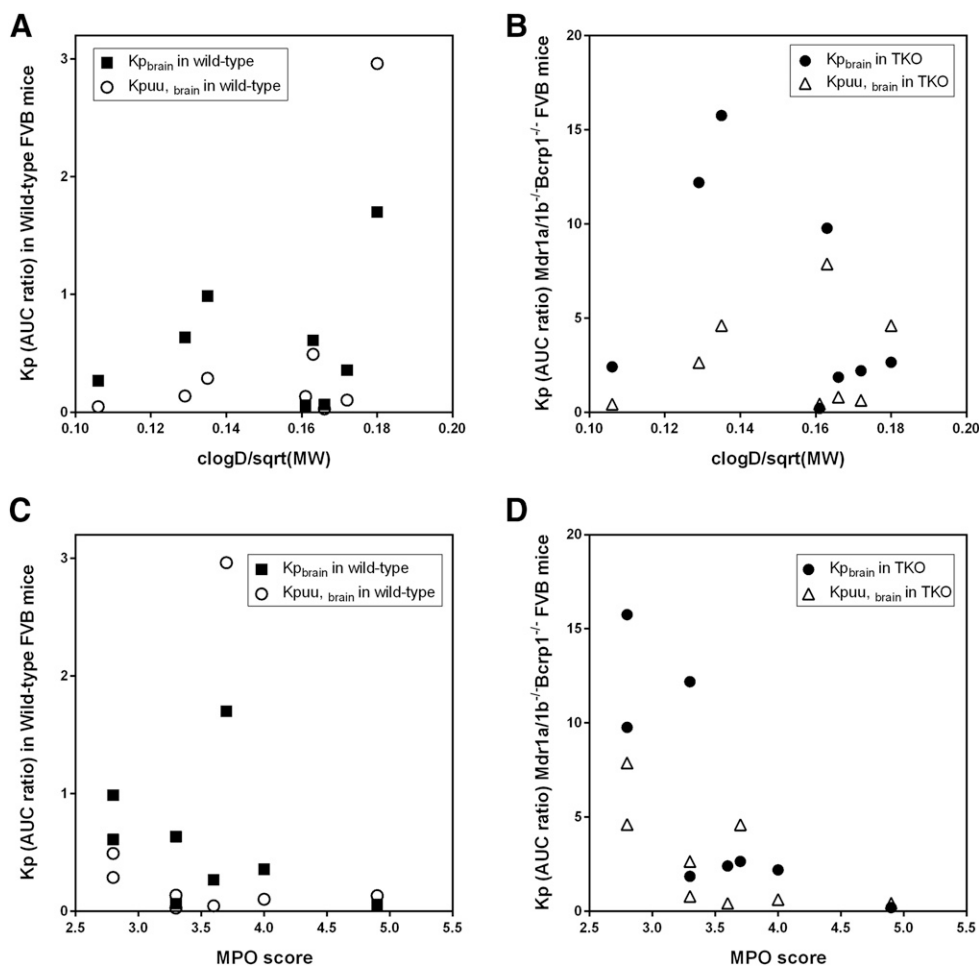 A
Kp (AUC ratio) in Wild-type FVB mice
3
2
1
0
0.10 0.12 0.14 0.16 0.18 0.20
clogD/sqrt(MW)
Kpbrain in wild-type
Kpuu, brain in wild-type
B
Kp (AUC ratio) Mdr1a/1b-/-Bcrp1-/- FVB mice
20
15
10
5
0
0.10 0.12 0.14 0.16 0.18 0.20
clogD/sqrt(MW)
Kpbrain in TKO
Kpuu, brain in TKO
C
Kp (AUC ratio) in Wild-type FVB mice
3
2
1
0
2.5 3.0 3.5 4.0 4.5 5.0 5.5
MPO score
Kpbrain in wild-type
Kpuu, brain in wild-type
D
Kp (AUC ratio) Mdr1a/1b-/-Bcrp1-/- FVB mice
20
15
10
5
0
2.5 3.0 3.5 4.0 4.5 5.0 5.5
MPO score
Kpbrain in TKO
Kpuu, brain in TKO